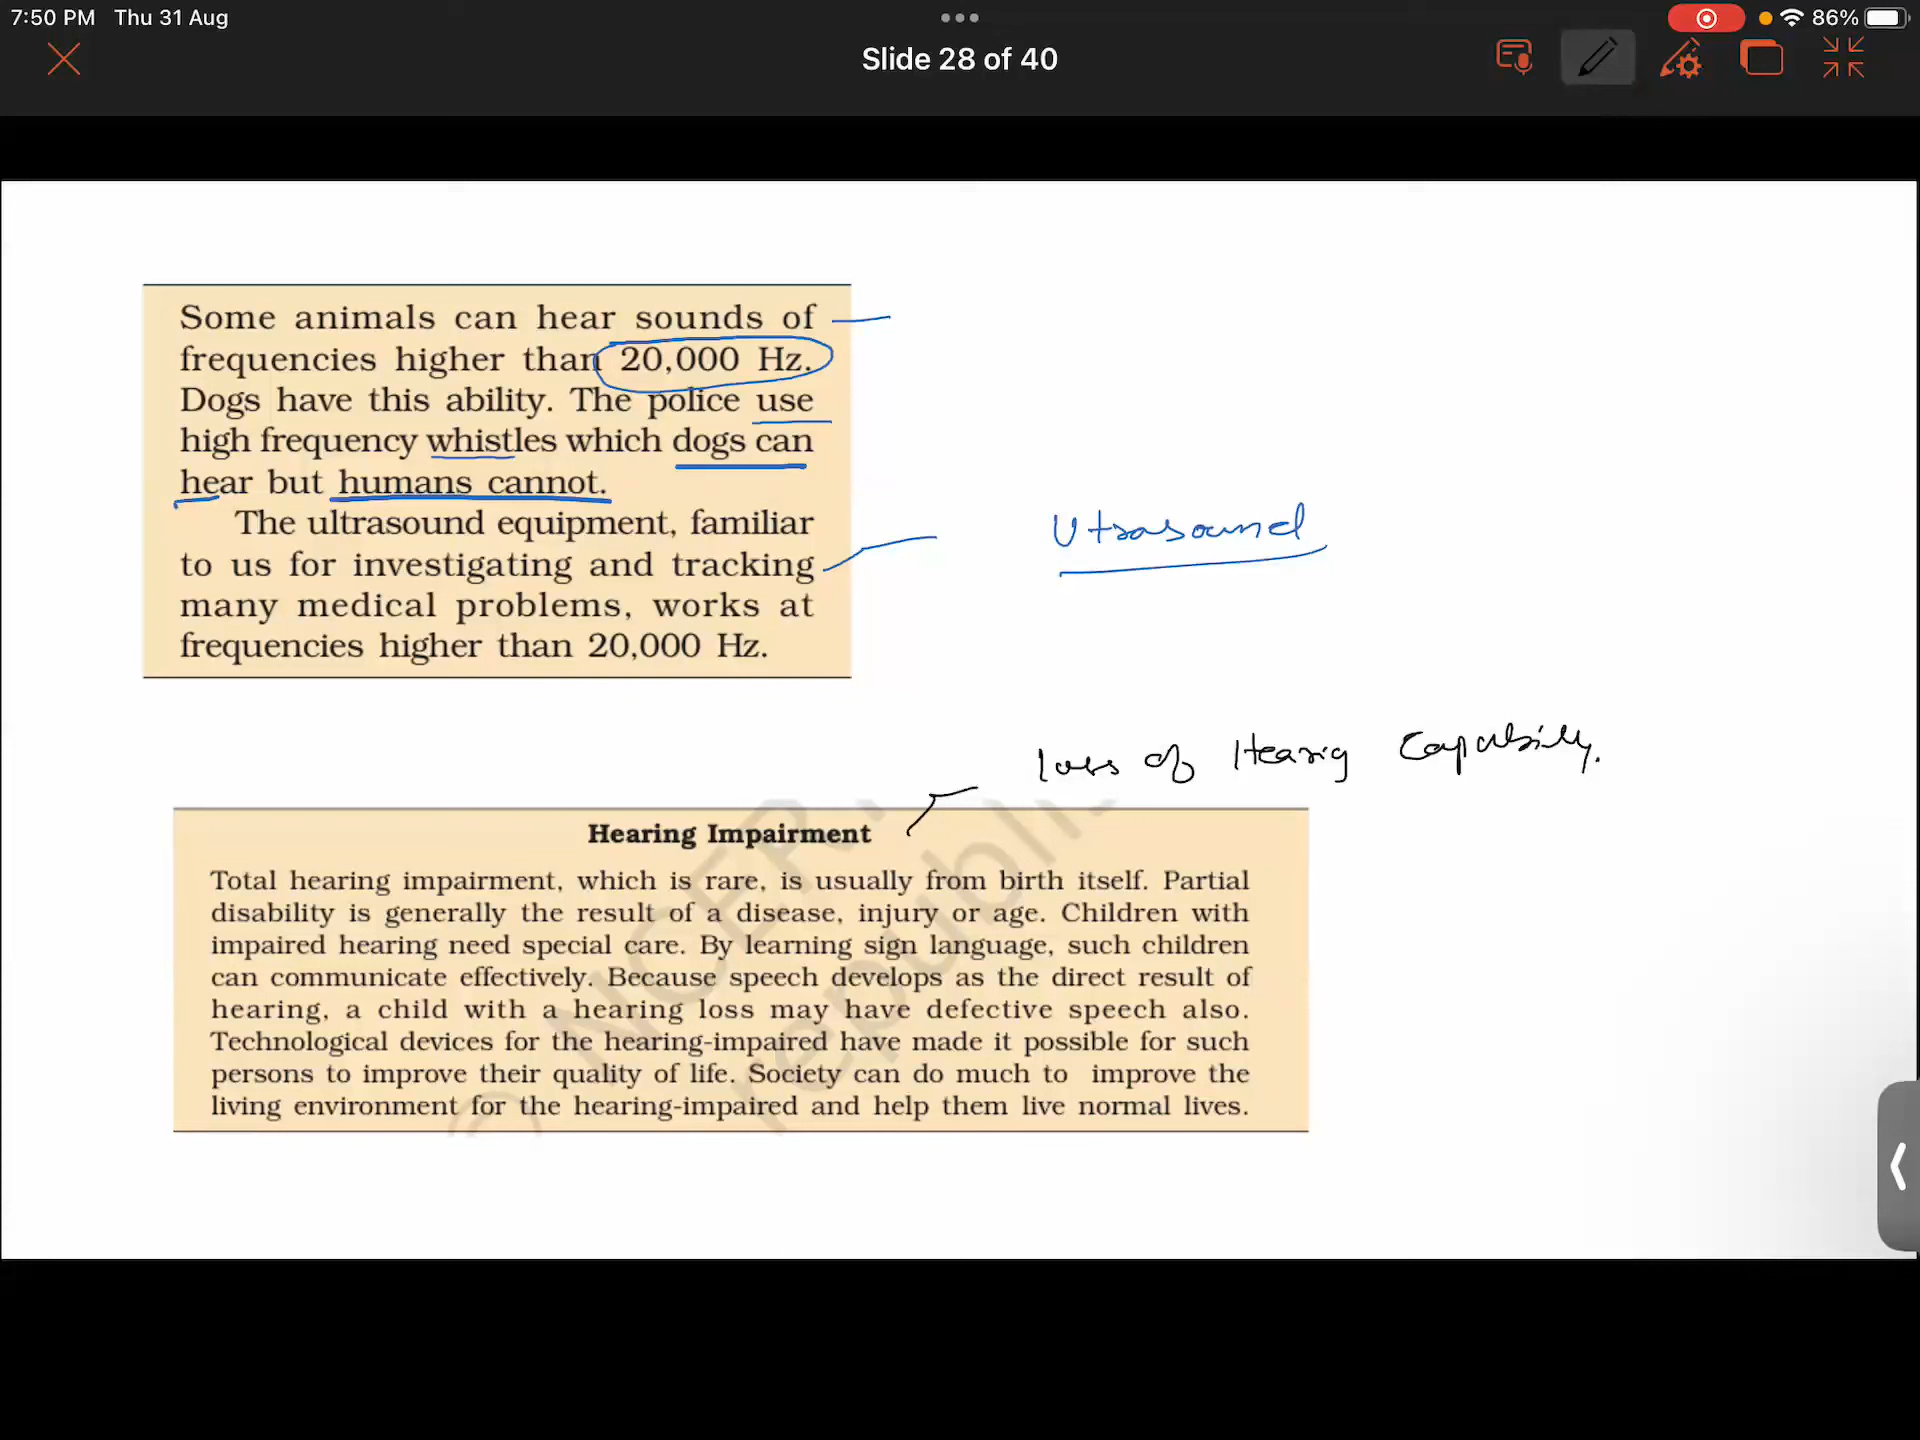 7:50 PM Thu 31 Aug
86%
Slide 28 of 40
Some animals can hear sounds of
frequencies higher than 20,000 Hz.
Dogs have this ability. The police use
high frequency whistles which dogs can
hear but humans cannot.
The ultrasound equipment, familiar
to us for investigating and tracking
many medical problems, works at
frequencies higher than 20,000 Hz.
Utrasound
loss of Hearig Capability.
Hearing Impairment
Total hearing impairment, which is rare, is usually from birth itself. Partial
disability is generally the result of a disease, injury or age. Children with
impaired hearing need special care. By learning sign language, such children
can communicate effectively. Because speech develops as the direct result of
hearing, a child with a hearing loss may have defective speech also.
Technological devices for the hearing-impaired have made it possible for such
persons to improve their quality of life. Society can do much to improve the
living environment for the hearing-impaired and help them live normal lives.